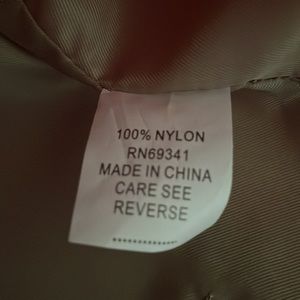 100% NYLON
RN69341
MADE IN CHINA
CARE SEE
REVERSE